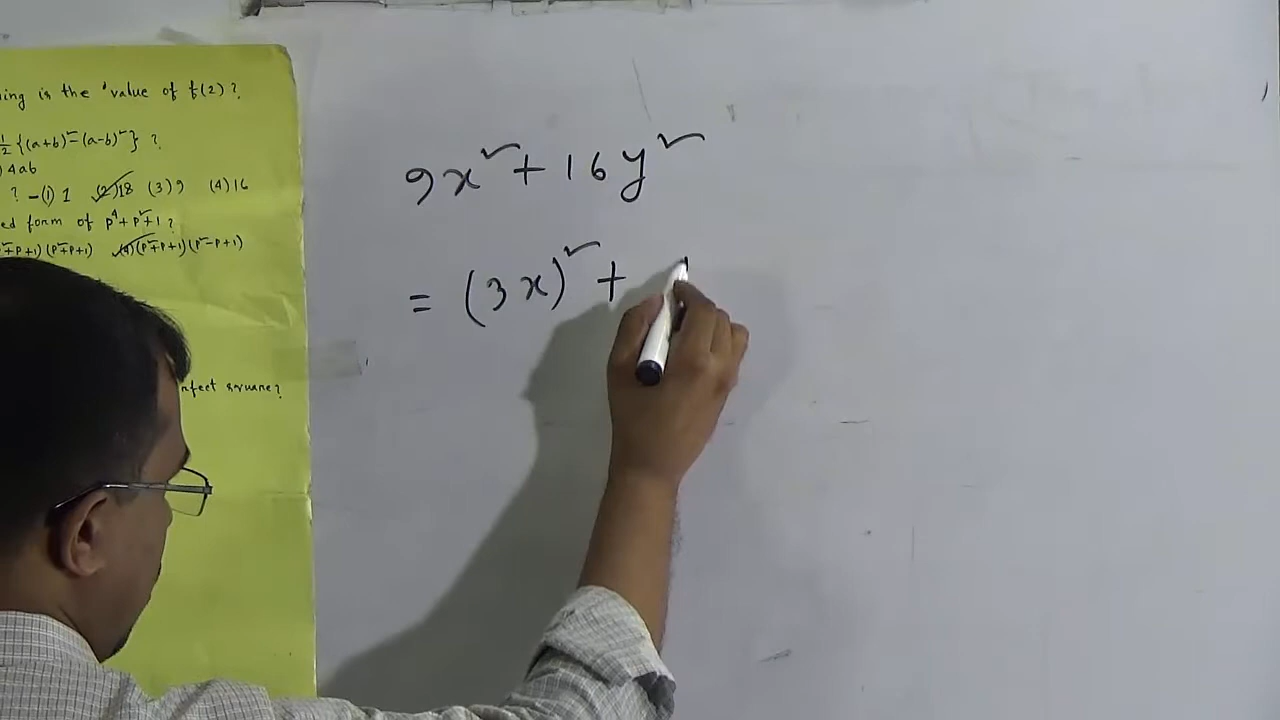 ing is the value of f(2)?
1/2 {(a+b)² - (a-b)²} ?
) 4ab
? - (1) 1 (2) 18 (3) 9 (4) 16
ed form of p⁴+p²+1?
²+p+1)(p²+p+1) (4) (p²+p+1)(p²-p+1)
erfect square?
9x² + 16y²
= (3x)² +